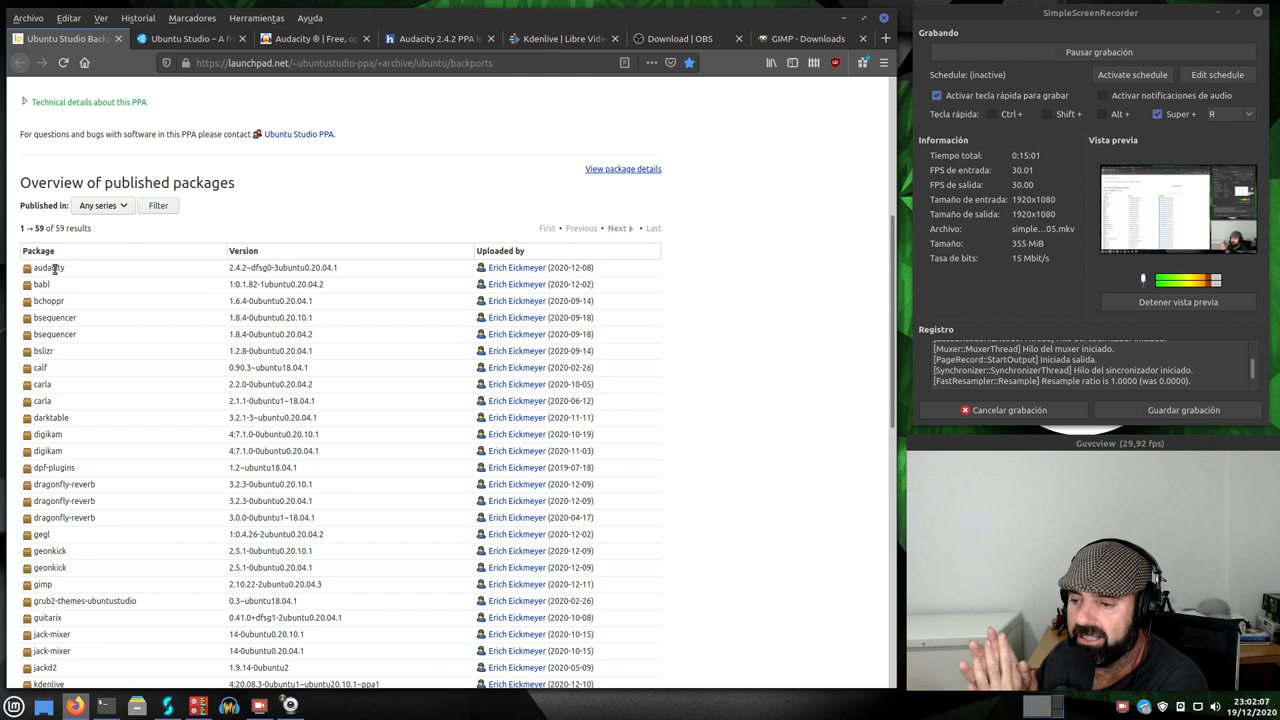 Archivo Editar Ver Historial Marcadores Herramientas Ayuda
Ubuntu Studio Backp
Ubuntu Studio – A fr
Audacity ® | Free, op
Audacity 2.4.2 PPA is
Kdenlive | Libre Vide
Download | OBS
GIMP - Downloads
https://launchpad.net/~ubuntustudio-ppa/+archive/ubuntu/backports
Technical details about this PPA
For questions and bugs with software in this PPA please contact Ubuntu Studio PPA.
View package details
Overview of published packages
Published in: Any series Filter
1 → 59 of 59 results First • Previous • Next • Last
Package Version Uploaded by
audacity 2.4.2~dfsg0-3ubuntu0.20.04.1 Erich Eickmeyer (2020-12-08)
babl 1:0.1.82-1ubuntu0.20.04.2 Erich Eickmeyer (2020-12-02)
bchoppr 1.6.4-0ubuntu0.20.04.1 Erich Eickmeyer (2020-09-14)
bsequencer 1.8.4-0ubuntu0.20.10.1 Erich Eickmeyer (2020-09-18)
bsequencer 1.8.4-0ubuntu0.20.04.2 Erich Eickmeyer (2020-09-18)
bslizr 1.2.8-0ubuntu0.20.04.1 Erich Eickmeyer (2020-09-14)
calf 0.90.3~ubuntu18.04.1 Erich Eickmeyer (2020-02-26)
carla 2.2.0-0ubuntu0.20.04.2 Erich Eickmeyer (2020-10-05)
carla 2.1.1-0ubuntu1~18.04.1 Erich Eickmeyer (2020-06-12)
darktable 3.2.1-3~ubuntu0.20.04.1 Erich Eickmeyer (2020-11-11)
digikam 4:7.1.0-0ubuntu0.20.10.1 Erich Eickmeyer (2020-10-19)
digikam 4:7.1.0-0ubuntu0.20.04.1 Erich Eickmeyer (2020-11-03)
dpf-plugins 1.2~ubuntu18.04.1 Erich Eickmeyer (2019-07-18)
dragonfly-reverb 3.2.3-0ubuntu0.20.10.1 Erich Eickmeyer (2020-12-09)
dragonfly-reverb 3.2.3-0ubuntu0.20.04.1 Erich Eickmeyer (2020-12-09)
dragonfly-reverb 3.0.0-0ubuntu1~18.04.1 Erich Eickmeyer (2020-04-17)
gegl 1:0.4.26-2ubuntu0.20.04.2 Erich Eickmeyer (2020-12-02)
geonkick 2.5.1-0ubuntu0.20.10.1 Erich Eickmeyer (2020-12-09)
geonkick 2.5.1-0ubuntu0.20.04.1 Erich Eickmeyer (2020-12-09)
gimp 2.10.22-2ubuntu0.20.04.3 Erich Eickmeyer (2020-12-11)
grub2-themes-ubuntustudio 0.3~ubuntu18.04.1 Erich Eickmeyer (2020-02-26)
guitarix 0.41.0+dfsg1-2ubuntu0.20.04.1 Erich Eickmeyer (2020-10-08)
jack-mixer 14-0ubuntu0.20.10.1 Erich Eickmeyer (2020-10-15)
jack-mixer 14-0ubuntu0.20.04.1 Erich Eickmeyer (2020-10-15)
jackd2 1.9.14-0ubuntu2 Erich Eickmeyer (2020-05-09)
kdenlive 4:20.08.3-0ubuntu1~ubuntu20.10.1~ppa1 Erich Eickmeyer (2020-12-10)
SimpleScreenRecorder
Grabando
Pausar grabación
Schedule: (inactive) Activate schedule Edit schedule
Activar tecla rápida para grabar Activar notificaciones de audio
Tecla rápida: Ctrl + Shift + Alt + Super + R
Información
Tiempo total: 0:15:01
FPS de entrada: 30.01
FPS de salida: 30.00
Tamaño de entrada: 1920x1080
Tamaño de salida: 1920x1080
Archivo: simple....05.mkv
Tamaño: 355 MiB
Tasa de bits: 15 Mbit/s
Vista previa
Detener vista previa
Registro
[Muxer::MuxerThread] Hilo del muxer iniciado.
[PageRecord::StartOutput] Iniciada salida.
[Synchronizer::SynchronizerThread] Hilo del sincronizador iniciado.
[FastResampler::Resample] Resample ratio is 1.0000 (was 0.0000).
Cancelar grabación Guardar grabación
Guvcview (29,92 fps)
23:02:07
19/12/2020